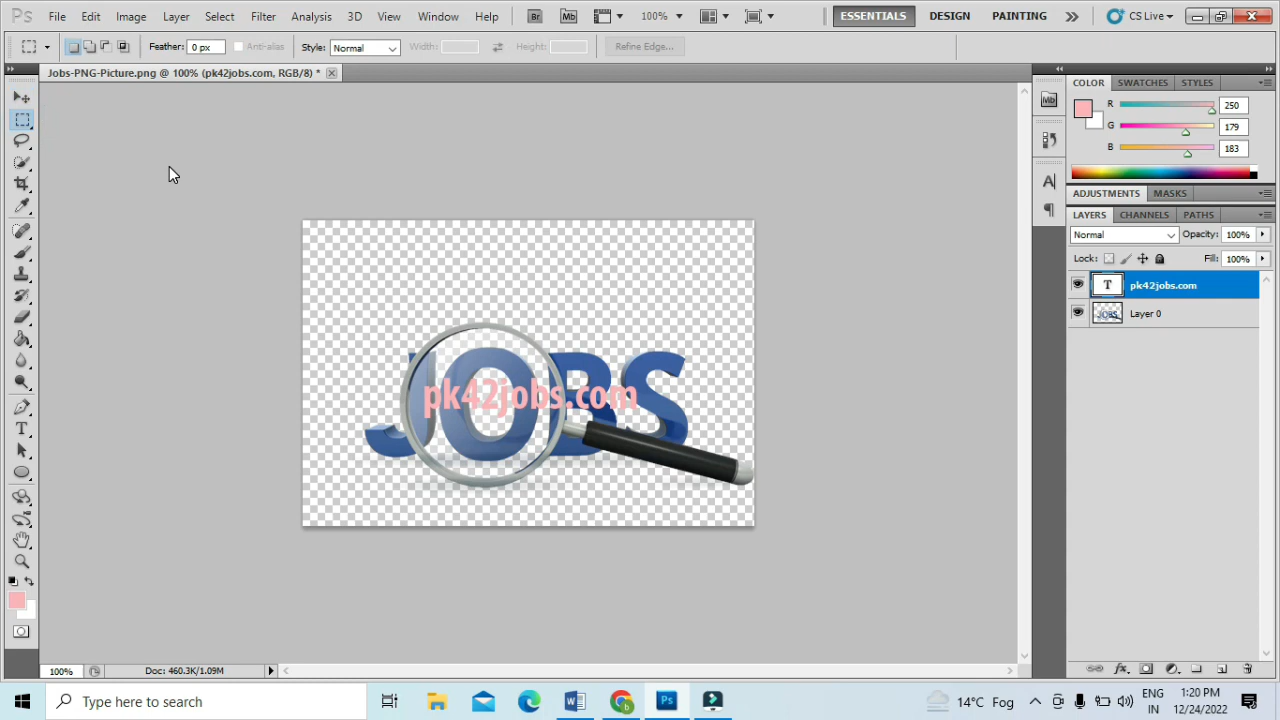 Ps File Edit Image Layer Select Filter Analysis 3D View Window Help Br Mb 100% ESSENTIALS DESIGN PAINTING CS Live
Feather: 0 px Anti-alias Style: Normal Width: Height: Refine Edge...
Jobs-PNG-Picture.png @ 100% (pk42jobs.com, RGB/8) *
COLOR SWATCHES STYLES
Mb
R 250
G 179
B 183
ADJUSTMENTS MASKS
LAYERS CHANNELS PATHS
Normal Opacity: 100%
Lock: Fill: 100%
T pk42jobs.com
JOBS Layer 0
JOBS
pk42jobs.com
100% Doc: 460.3K/1.09M
Type here to search
14°C Fog
ENG
IN
1:20 PM
12/24/2022